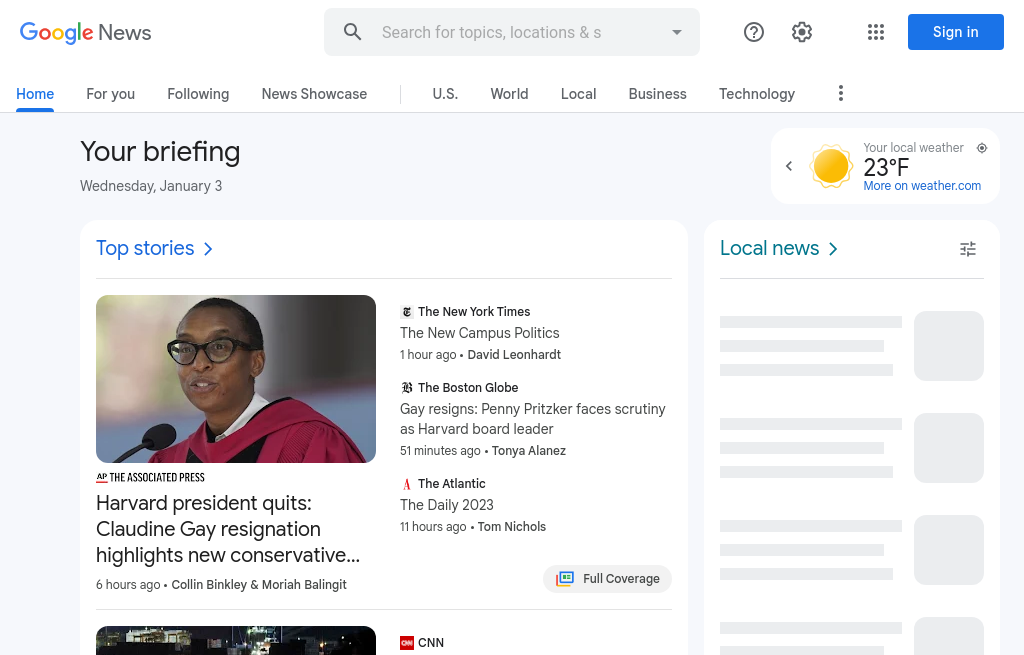 Google News
Search for topics, locations & s
Sign in
Home
For you
Following
News Showcase
U.S.
World
Local
Business
Technology
Your briefing
Wednesday, January 3
Your local weather
23°F
More on weather.com
Top stories
Local news
The New York Times
The New Campus Politics
1 hour ago • David Leonhardt
The Boston Globe
Gay resigns: Penny Pritzker faces scrutiny
as Harvard board leader
51 minutes ago • Tonya Alanez
The Atlantic
The Daily 2023
11 hours ago • Tom Nichols
AP THE ASSOCIATED PRESS
Harvard president quits:
Claudine Gay resignation
highlights new conservative...
6 hours ago • Collin Binkley & Moriah Balingit
Full Coverage
CNN CNN